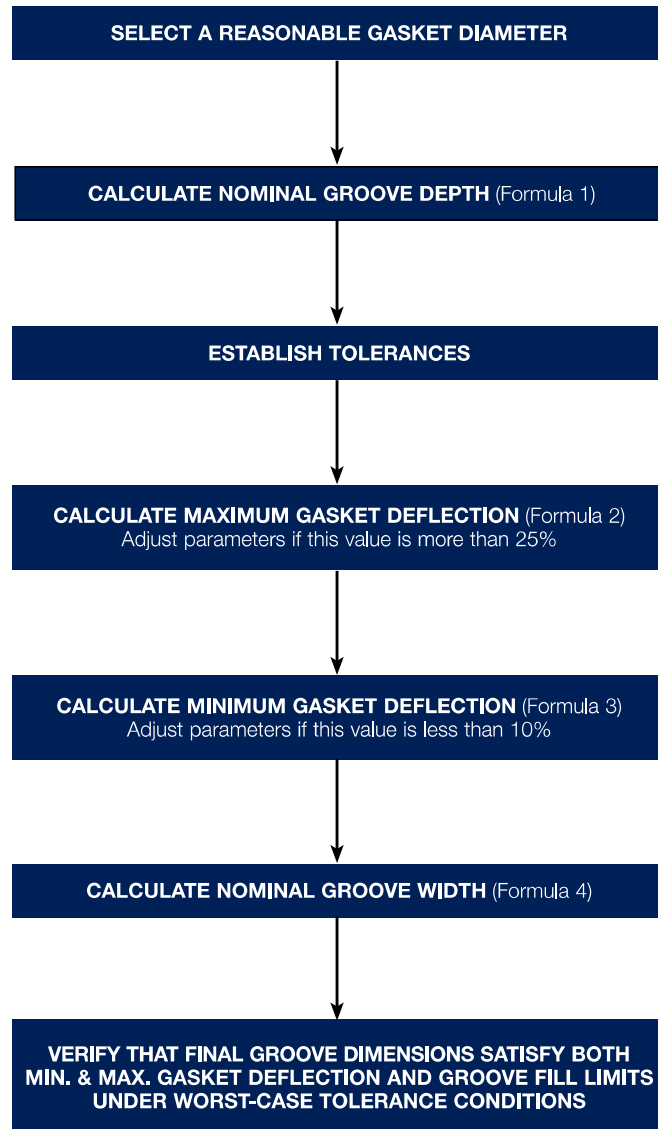 SELECT A REASONABLE GASKET DIAMETER
CALCULATE NOMINAL GROOVE DEPTH (Formula 1)
ESTABLISH TOLERANCES
CALCULATE MAXIMUM GASKET DEFLECTION (Formula 2)
Adjust parameters if this value is more than 25%
CALCULATE MINIMUM GASKET DEFLECTION (Formula 3)
Adjust parameters if this value is less than 10%
CALCULATE NOMINAL GROOVE WIDTH (Formula 4)
VERIFY THAT FINAL GROOVE DIMENSIONS SATISFY BOTH
MIN. & MAX. GASKET DEFLECTION AND GROOVE FILL LIMITS
UNDER WORST-CASE TOLERANCE CONDITIONS